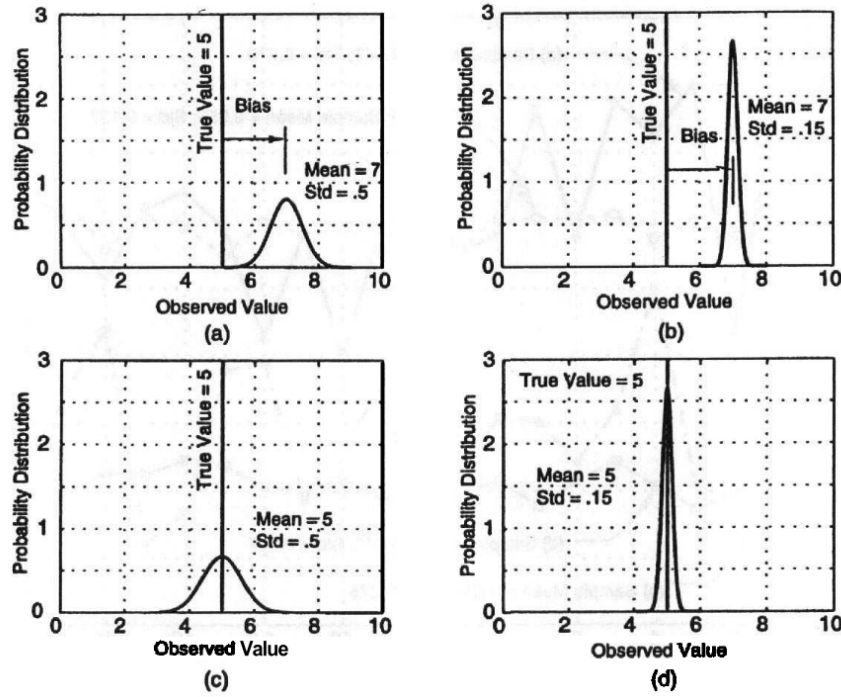 3
2
1
0
0
2
4
6
8
10
Probability Distribution
True Value = 5
Bias
Mean = 7
Std = .5
Observed Value
(a)
3
2
1
0
0
2
4
6
8
10
Probability Distribution
True Value = 5
Bias
Mean = 7
Std = .15
Observed Value
(b)
3
2
1
0
0
2
4
6
8
10
Probability Distribution
True Value = 5
Mean = 5
Std = .5
Observed Value
(c)
3
2
1
0
0
2
4
6
8
10
Probability Distribution
True Value = 5
Mean = 5
Std = .15
Observed Value
(d)